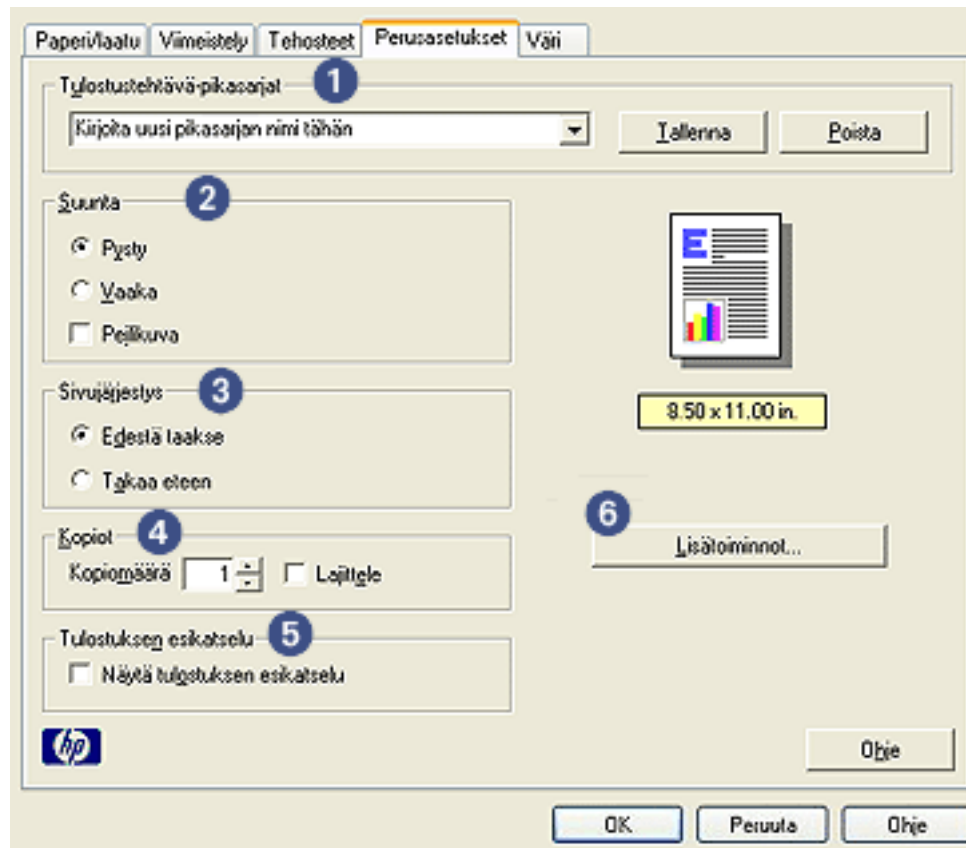 Paperi/laatu Viimeistely Tehosteet Perusasetukset Väri
Tulostustehtävä-pikasarjat 1
Kirjoita uusi pikasarjan nimi tähän Tallenna Poista
Suunta 2
Pysty
Vaaka
Peilikuva
E
Sivujärjestys 3
Edestä taakse
Takaa eteen
8.50 x 11.00 in.
Kopiot 4
Kopiomäärä 1 Lajittele
6
Lisätoiminnot...
Tulostuksen esikatselu 5
Näytä tulostuksen esikatselu
hp
Ohje
OK Peruuta Ohje